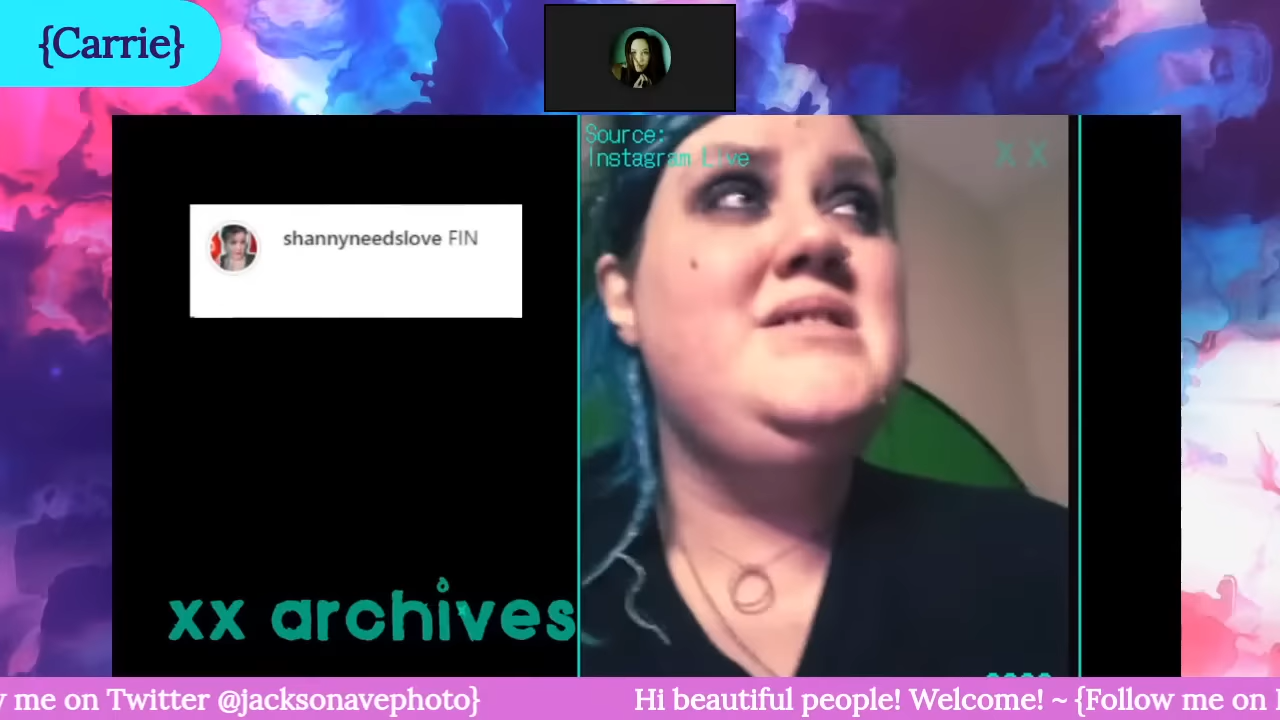 {Carrie}
Source:
Instagram Live
X X
shannyneedslove FIN
xx archives
me on Twitter @jacksonavephoto}
Hi beautiful people! Welcome! ~ {Follow me on